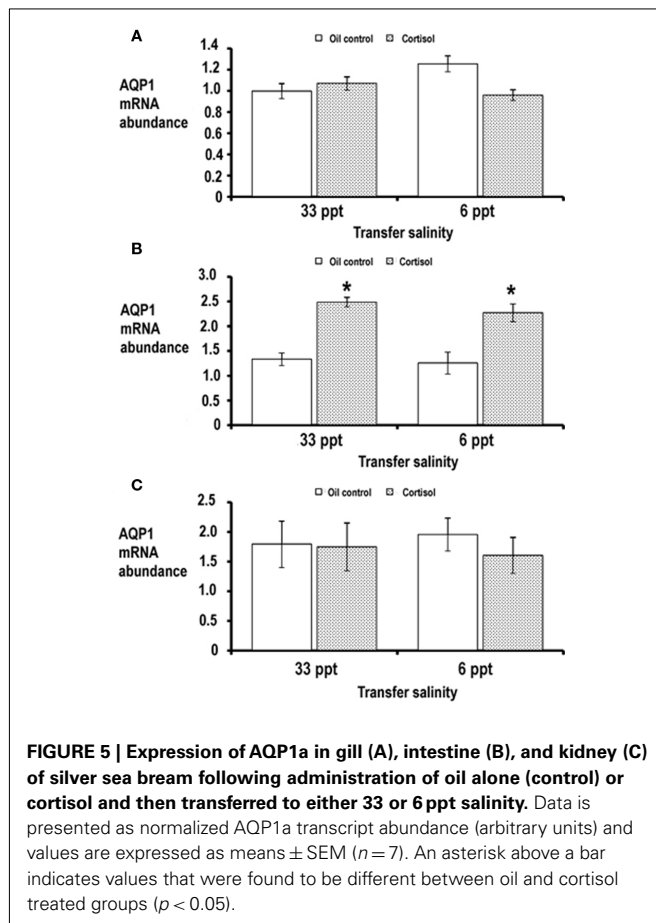 A
Oil control Cortisol
AQP1
mRNA
abundance
1.4
1.2
1.0
0.8
0.6
0.4
0.2
0
33 ppt 6 ppt
Transfer salinity
B
Oil control Cortisol
AQP1
mRNA
abundance
3.0
2.5
2.0
1.5
1.0
0.5
0
* *
33 ppt 6 ppt
Transfer salinity
C
Oil control Cortisol
AQP1
mRNA
abundance
2.5
2.0
1.5
1.0
0.5
0
33 ppt 6 ppt
Transfer salinity
FIGURE 5 | Expression of AQP1a in gill (A), intestine (B), and kidney (C)
of silver sea bream following administration of oil alone (control) or
cortisol and then transferred to either 33 or 6 ppt salinity. Data is
presented as normalized AQP1a transcript abundance (arbitrary units) and
values are expressed as means ± SEM (n = 7). An asterisk above a bar
indicates values that were found to be different between oil and cortisol
treated groups (p < 0.05).